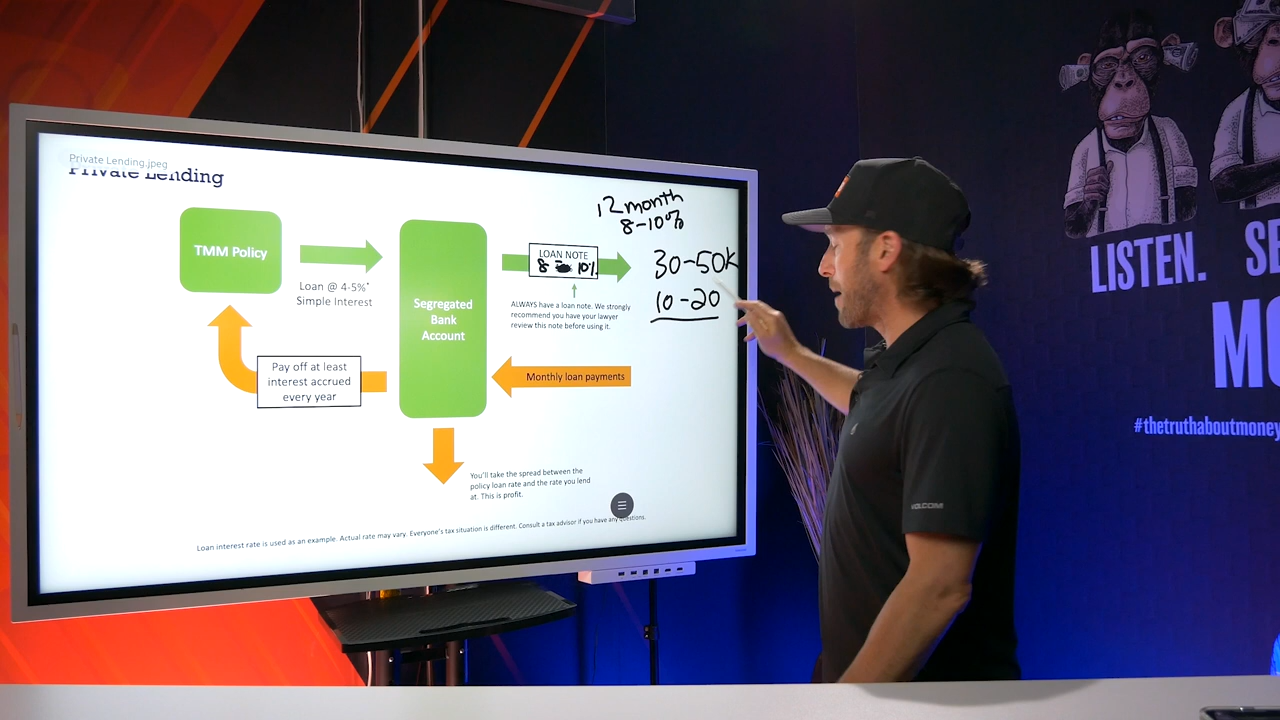 Private Lending.jpeg
Private Lending
12 month
8-10%
TMM Policy
Loan @ 4-5%*
Simple Interest
Segregated
Bank
Account
LOAN NOTE
8 - 10%
30-50K
10-20
ALWAYS have a loan note. We strongly
recommend you have your lawyer
review this note before using it.
Pay off at least
interest accrued
every year
Monthly loan payments
You'll take the spread between the
policy loan rate and the rate you lend
at. This is profit.
Loan interest rate is used as an example. Actual rate may vary. Everyone's tax situation is different. Consult a tax advisor if you have any questions.
VOLCOM
LISTEN.
SE
MO
#thetruthaboutmoney